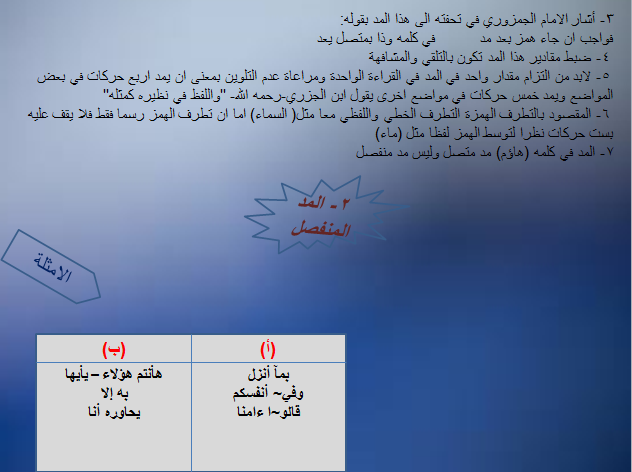 ٣- أشار الامام الجمزوري في تحفته الى هذا المد بقوله:
فواجب ان جاء همز بعد مد في كلمه وذا بمتصل يعد
٤- ضبط مقادير هذا المد تكون بالتلقي والمشافهة
٥- لابد من التزام مقدار واحد في المد في القراءة الواحدة ومراعاة عدم التلوين بمعنى ان يمد اربع حركات في بعض
المواضع ويمد خمس حركات في مواضع اخرى يقول ابن الجزري-رحمه الله- "واللفظ في نظيره كمثله"
٦- المقصود بالتطرف الهمزة التطرف الخطي واللفظي معا مثل( السماء) اما ان تطرف الهمز رسما فقط فلا يقف عليه
بست حركات نظرا لتوسط الهمز لفظا مثل (ماء)
٧- المد في كلمه (هاؤم) مد متصل وليس مد منفصل
٢- المد
المنفصل
الامثلة
(أ) (ب)
بمآ أنزل هأنتم هؤلاء – يأيها
وفي~ أنفسكم به إلا
قالو~ا ءامنا يحاوره أنا